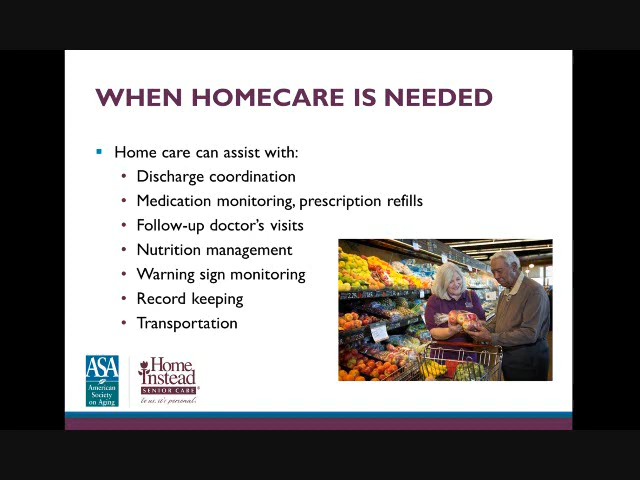 WHEN HOMECARE IS NEEDED
Home care can assist with:
Discharge coordination
Medication monitoring, prescription refills
Follow-up doctor's visits
Nutrition management
Warning sign monitoring
Record keeping
Transportation
ASA
American
Society
on Aging
Home
Instead
SENIOR CARE®
to us, it's personal.